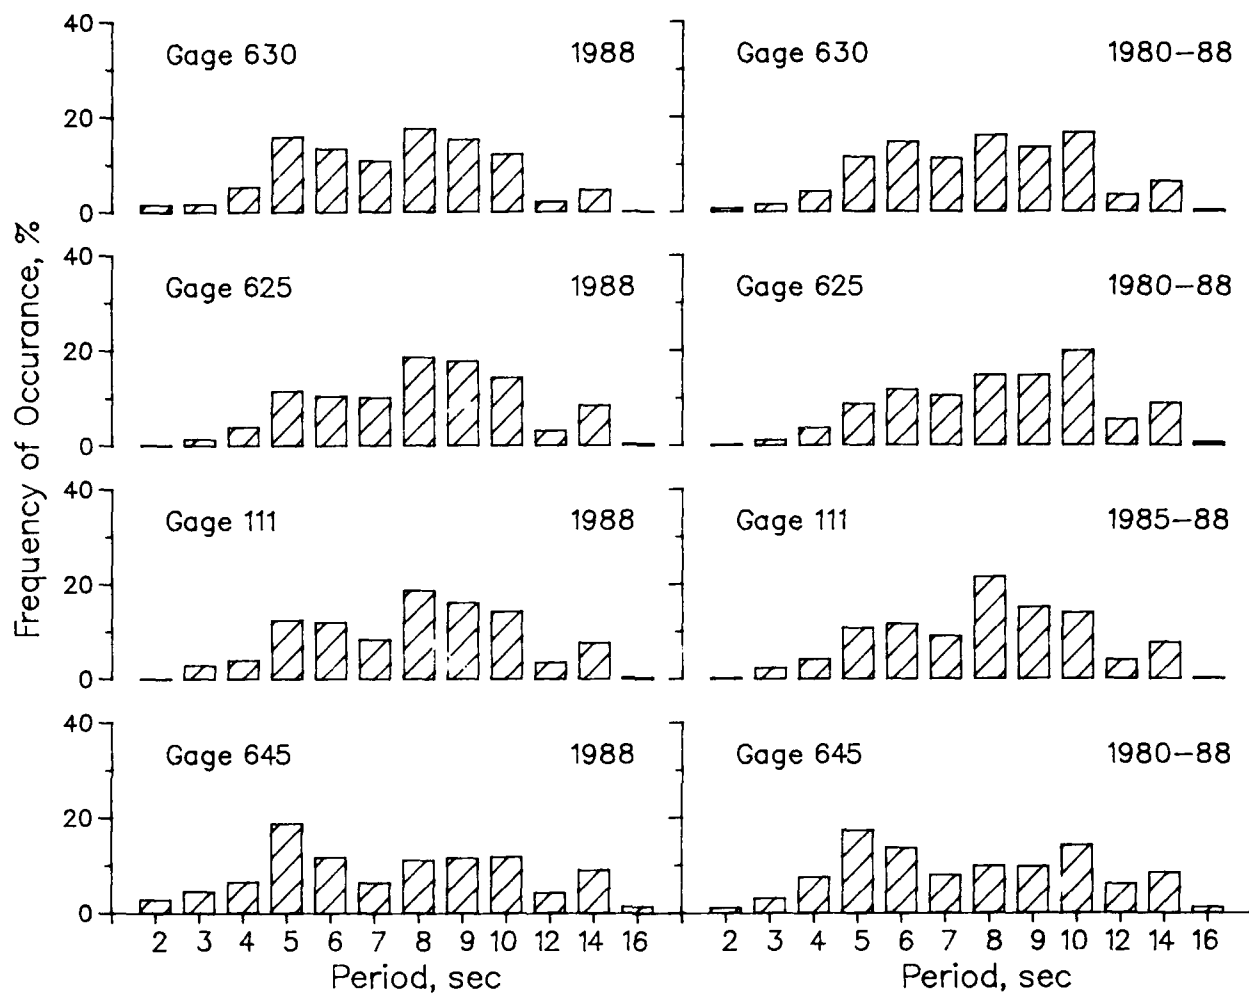 Frequency of Occurance, %
40
Gage 630 1988
Gage 630 1980-88
20
0
40
Gage 625 1988
Gage 625 1980-88
20
0
40
Gage 111 1988
Gage 111 1985-88
20
0
40
Gage 645 1988
Gage 645 1980-88
20
0
2 3 4 5 6 7 8 9 10 12 14 16
2 3 4 5 6 7 8 9 10 12 14 16
Period, sec
Period, sec